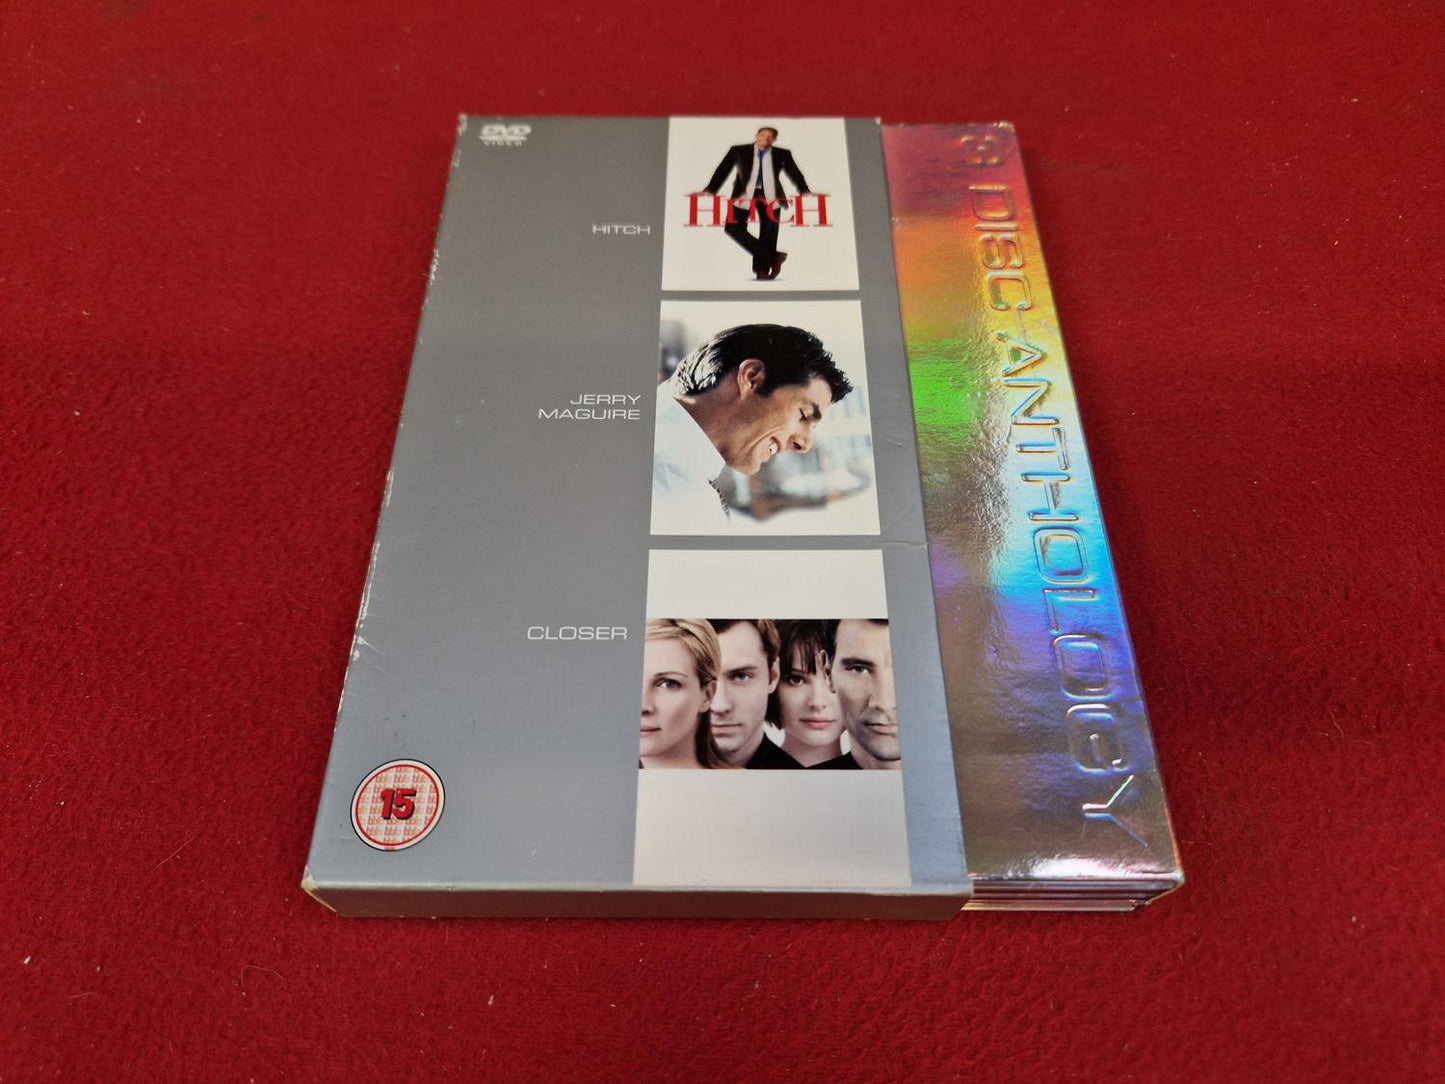 DVD
VIDEO
HITCH
HITCH
JERRY
MAGUIRE
CLOSER
15
3 DISC ANTHOLOGY